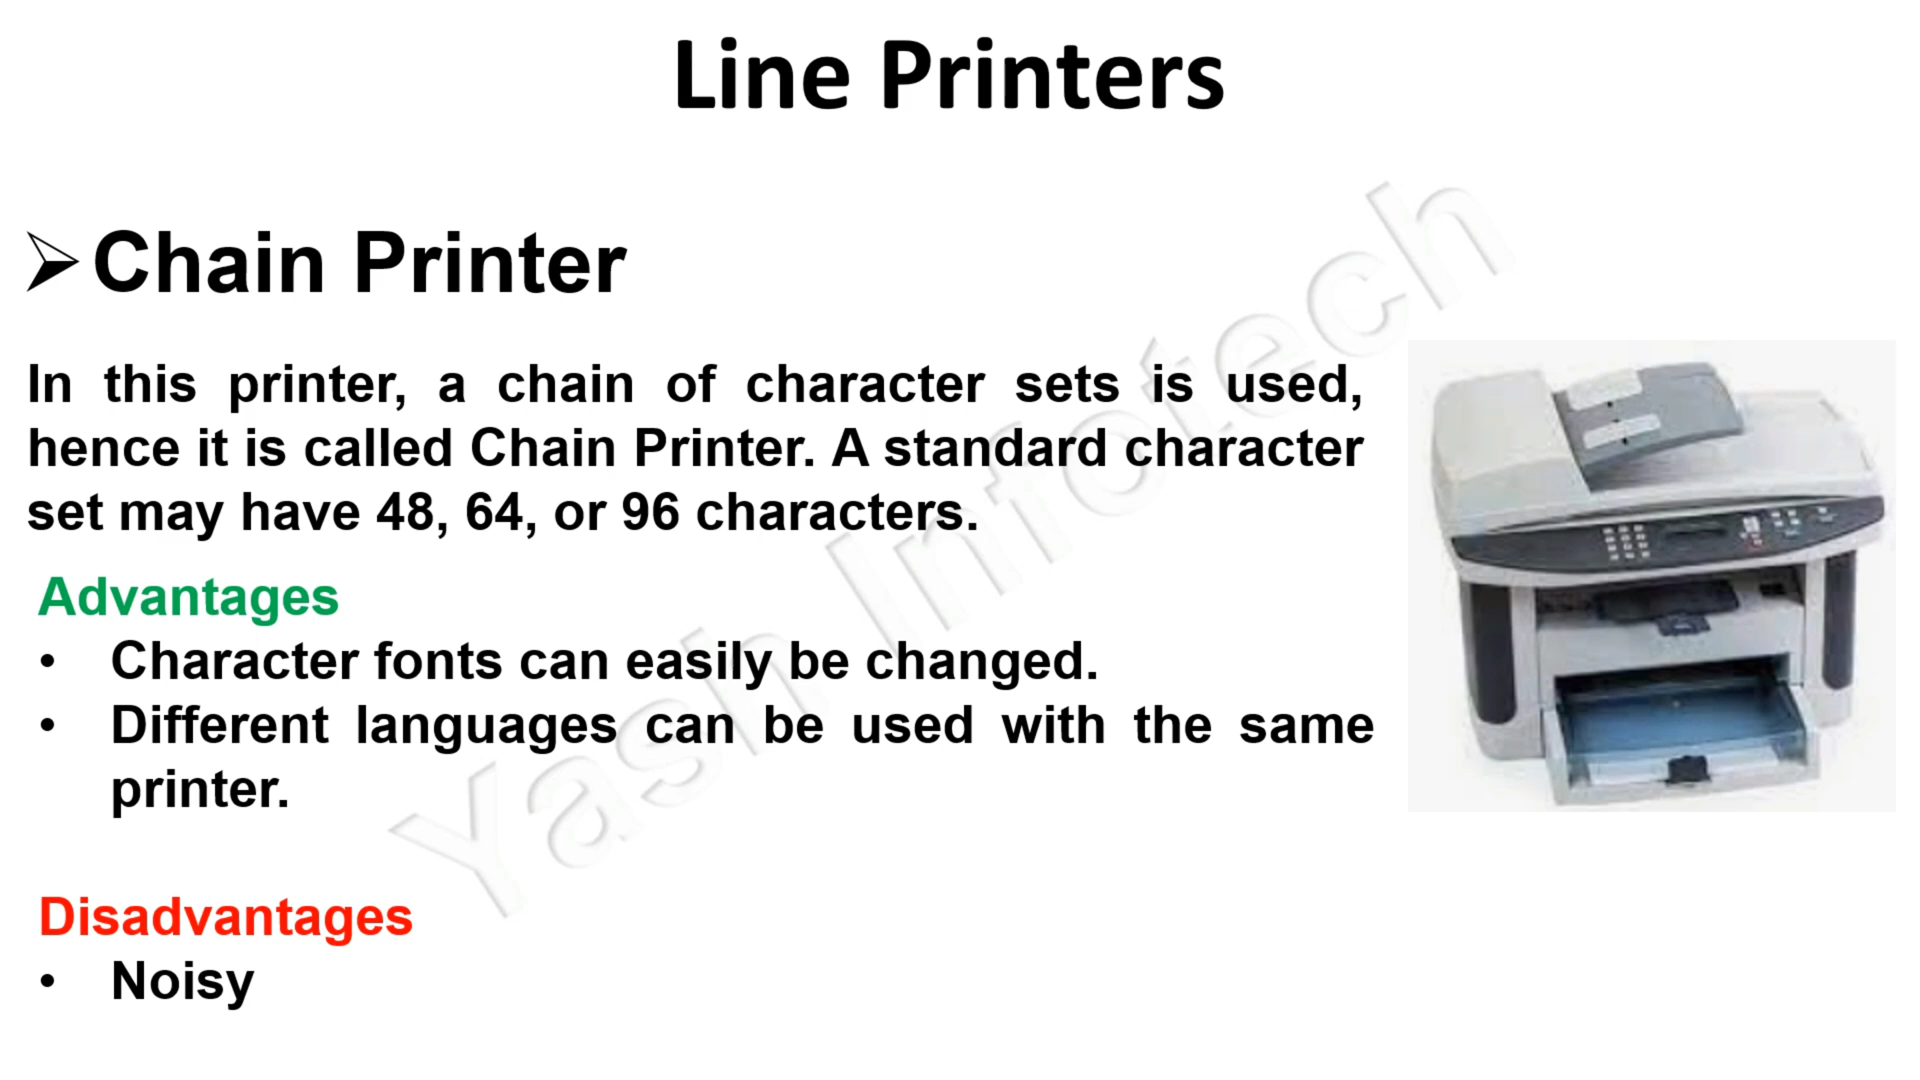 Line Printers
➢Chain Printer
In this printer, a chain of character sets is used,
hence it is called Chain Printer. A standard character
set may have 48, 64, or 96 characters.
Advantages
• Character fonts can easily be changed.
• Different languages can be used with the same
printer.
Disadvantages
• Noisy
Yash Infotech